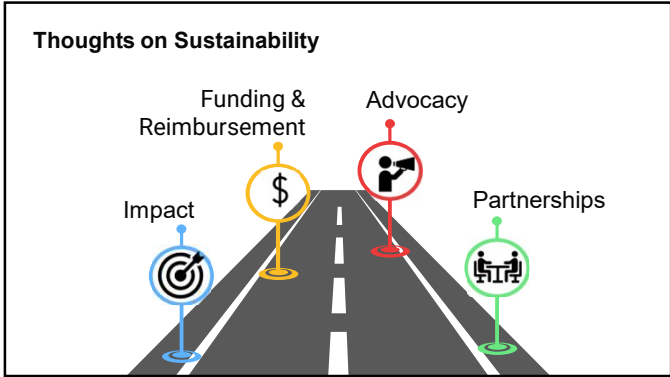 Thoughts on Sustainability
Funding &
Reimbursement
Advocacy
Impact
Partnerships
$